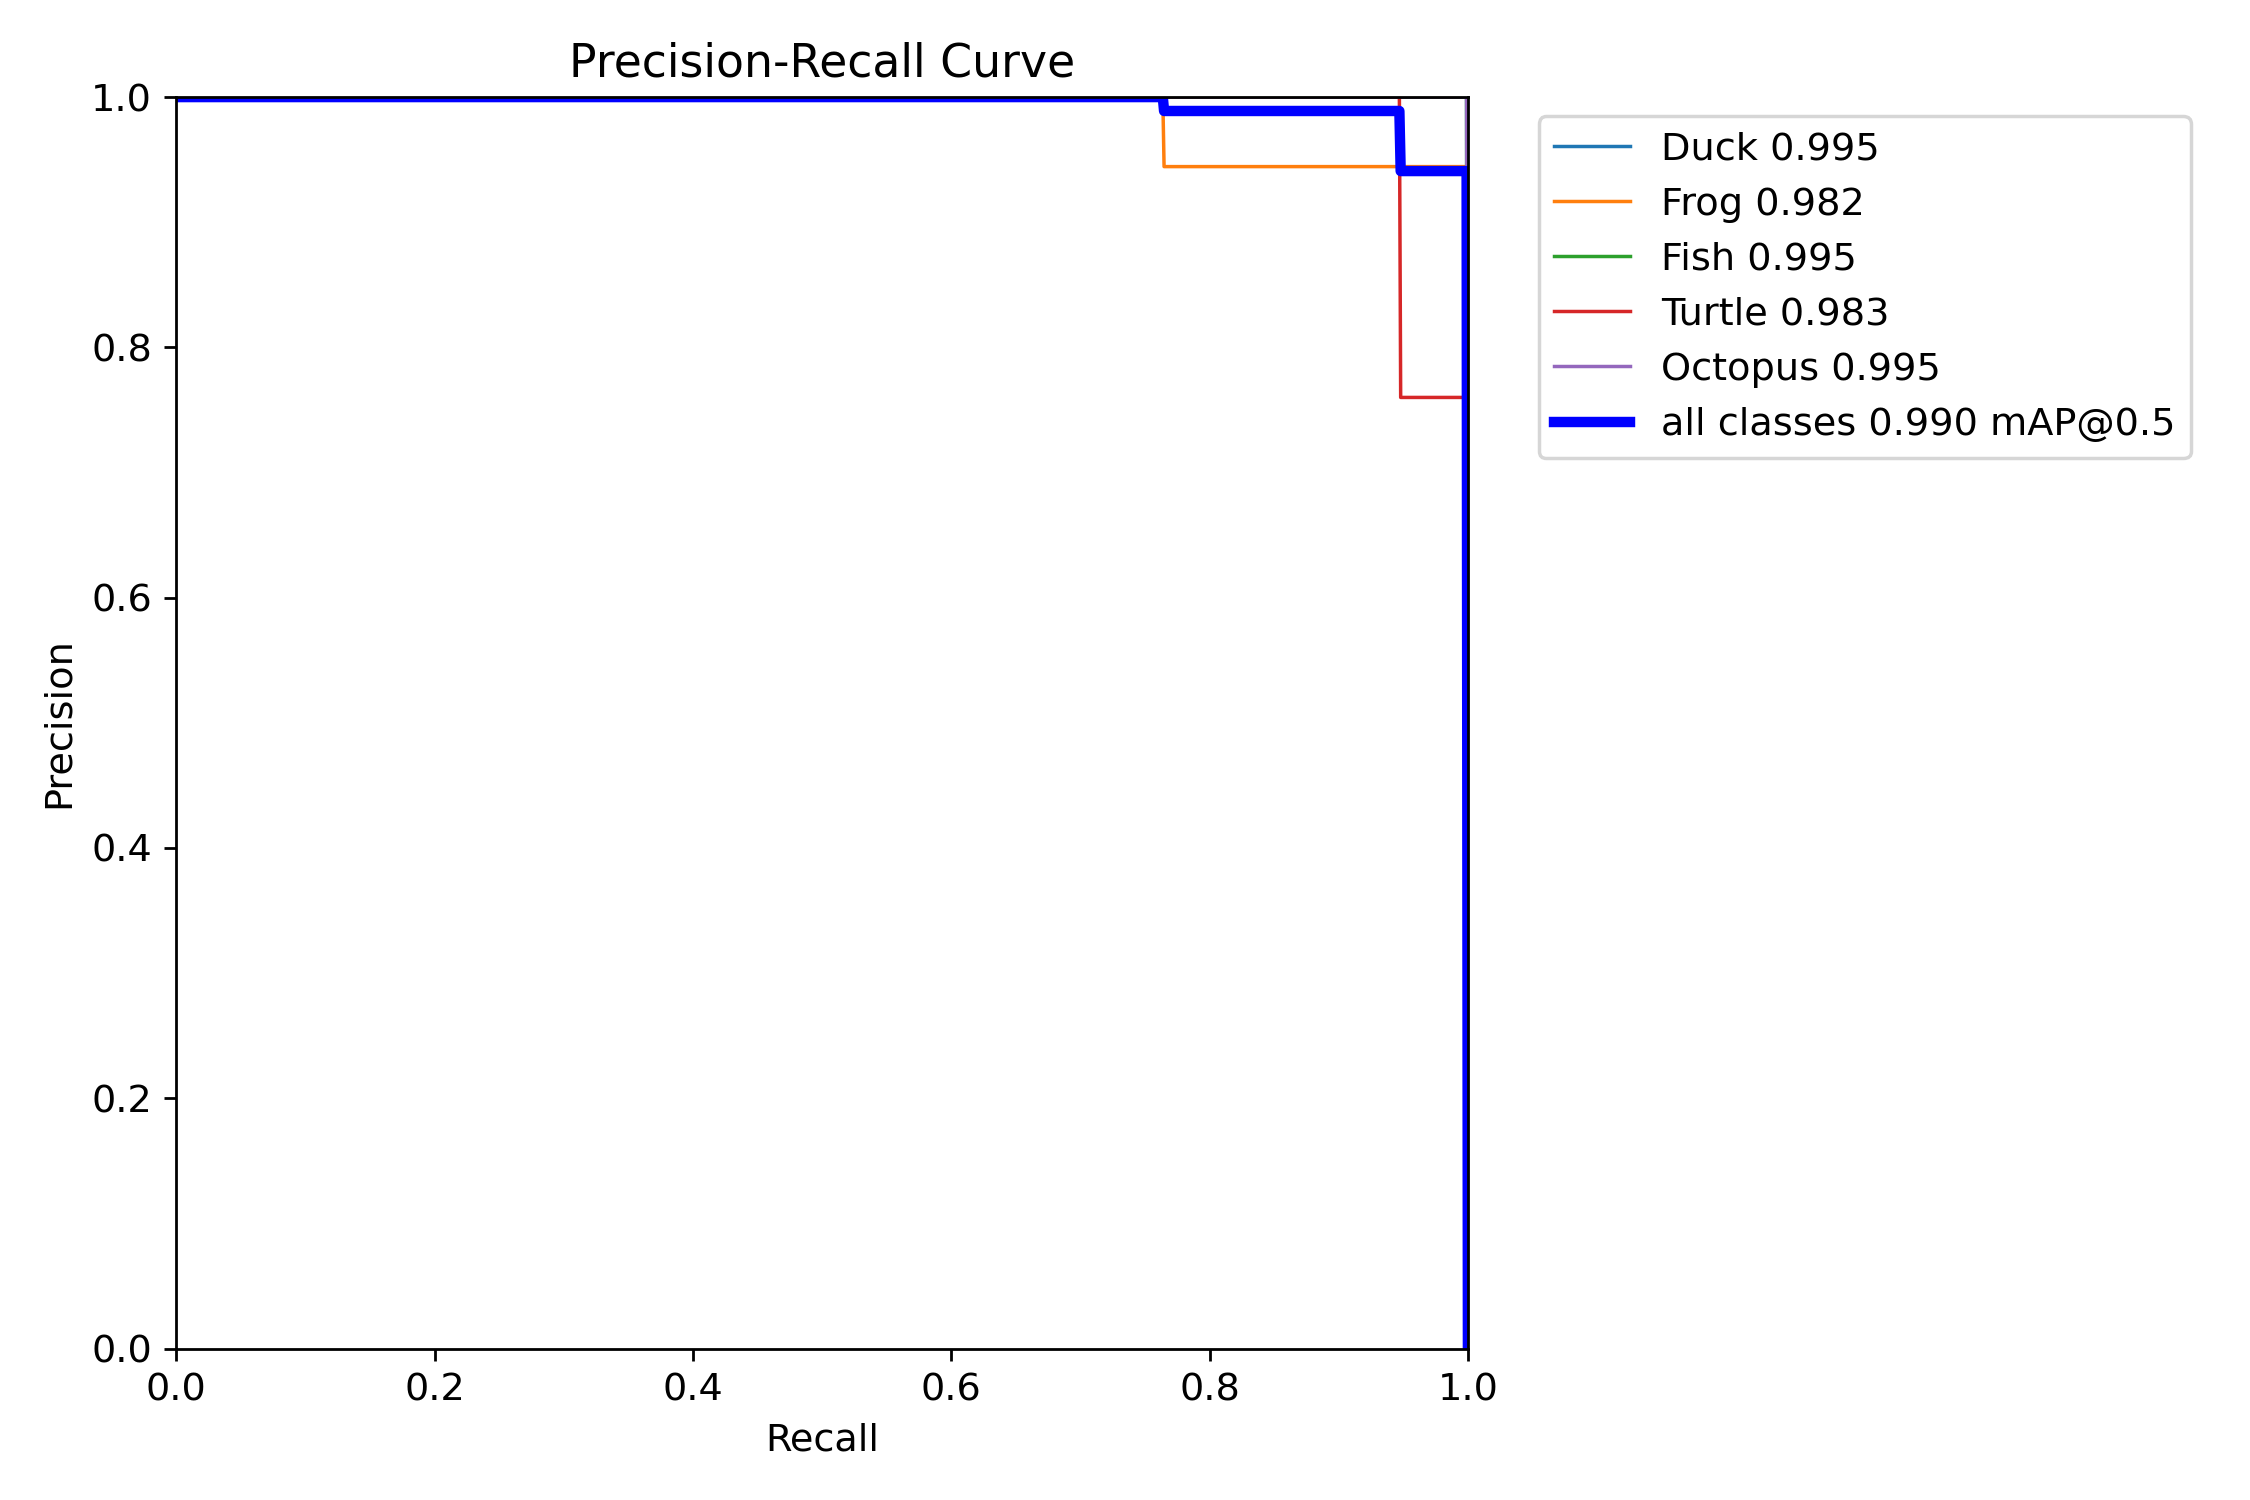 Precision-Recall Curve
1.0
0.8
0.6
0.4
0.2
0.0
Precision
0.0 0.2 0.4 0.6 0.8 1.0
Recall
Duck 0.995
Frog 0.982
Fish 0.995
Turtle 0.983
Octopus 0.995
all classes 0.990 mAP@0.5